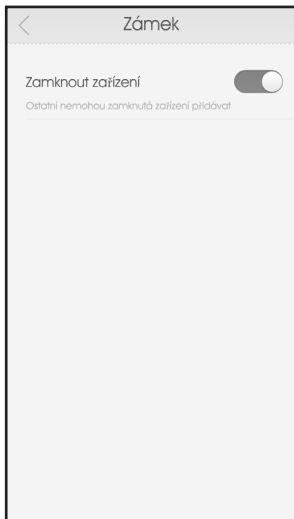 Zámek
Zamknout zařízení
Ostatní nemohou zamknutá zařízení přidávat